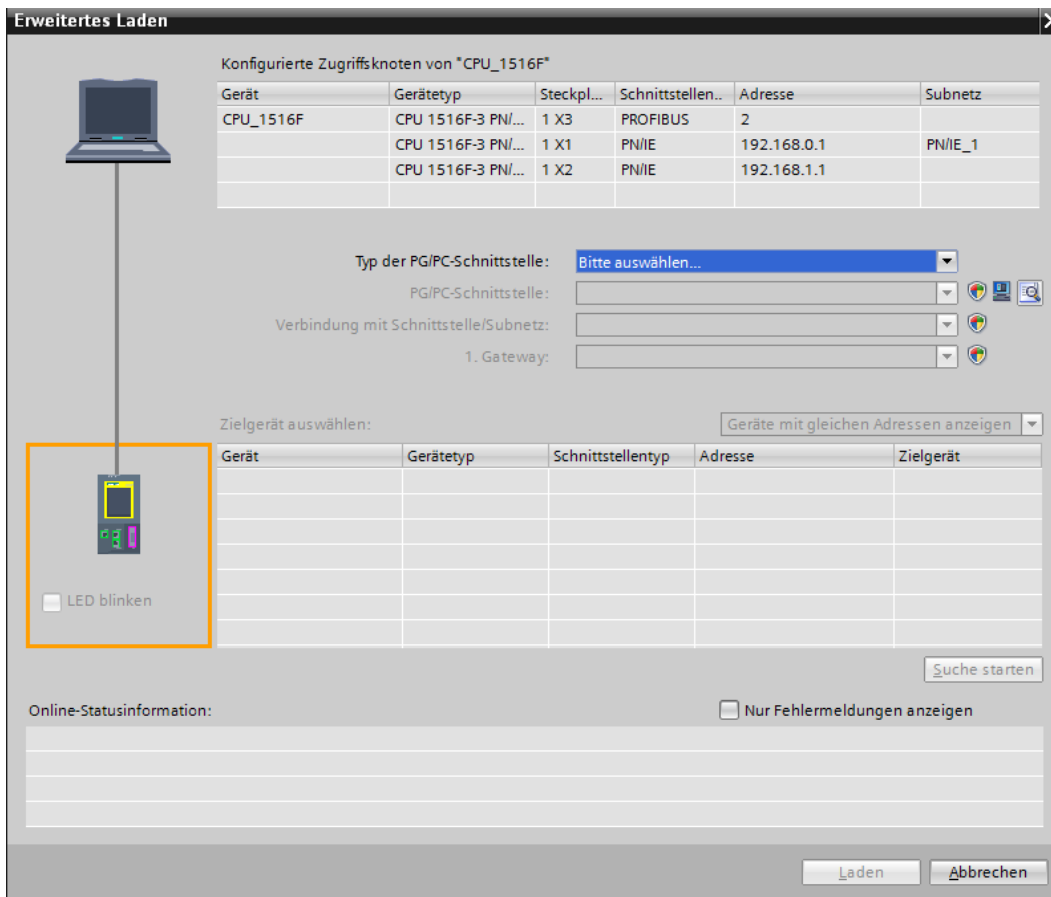 Erweitertes Laden
Konfigurierte Zugriffsknoten von "CPU_1516F"
Gerät Gerätetyp Steckpl... Schnittstellen.. Adresse Subnetz
CPU_1516F CPU 1516F-3 PN/... 1 X3 PROFIBUS 2
CPU 1516F-3 PN/... 1 X1 PN/IE 192.168.0.1 PN/IE_1
CPU 1516F-3 PN/... 1 X2 PN/IE 192.168.1.1
Typ der PG/PC-Schnittstelle: Bitte auswählen...
PG/PC-Schnittstelle:
Verbindung mit Schnittstelle/Subnetz:
1. Gateway:
Zielgerät auswählen: Geräte mit gleichen Adressen anzeigen
Gerät Gerätetyp Schnittstellentyp Adresse Zielgerät
LED blinken
Suche starten
Online-Statusinformation: Nur Fehlermeldungen anzeigen
Laden Abbrechen